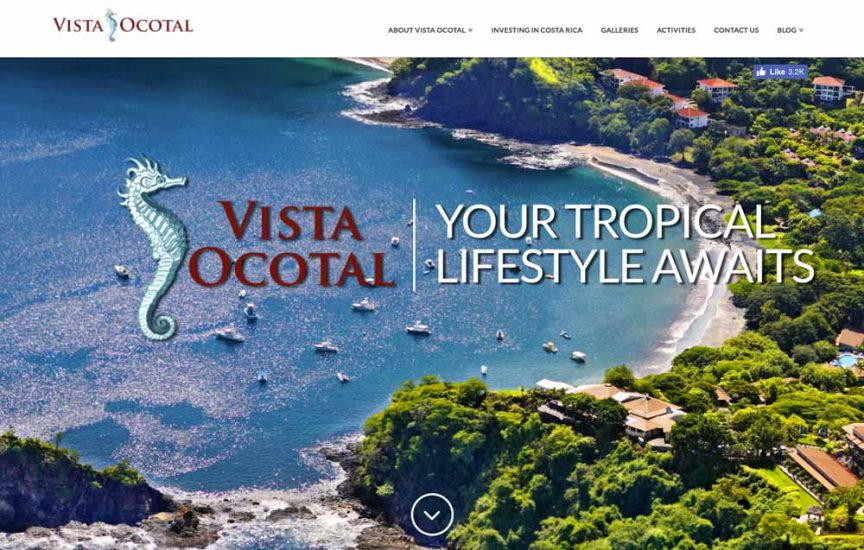 VISTA OCOTAL
ABOUT VISTA OCOTAL
INVESTING IN COSTA RICA
GALLERIES
ACTIVITIES
CONTACT US
BLOG
Like 3.2K
VISTA
OCOTAL
YOUR TROPICAL
LIFESTYLE AWAITS